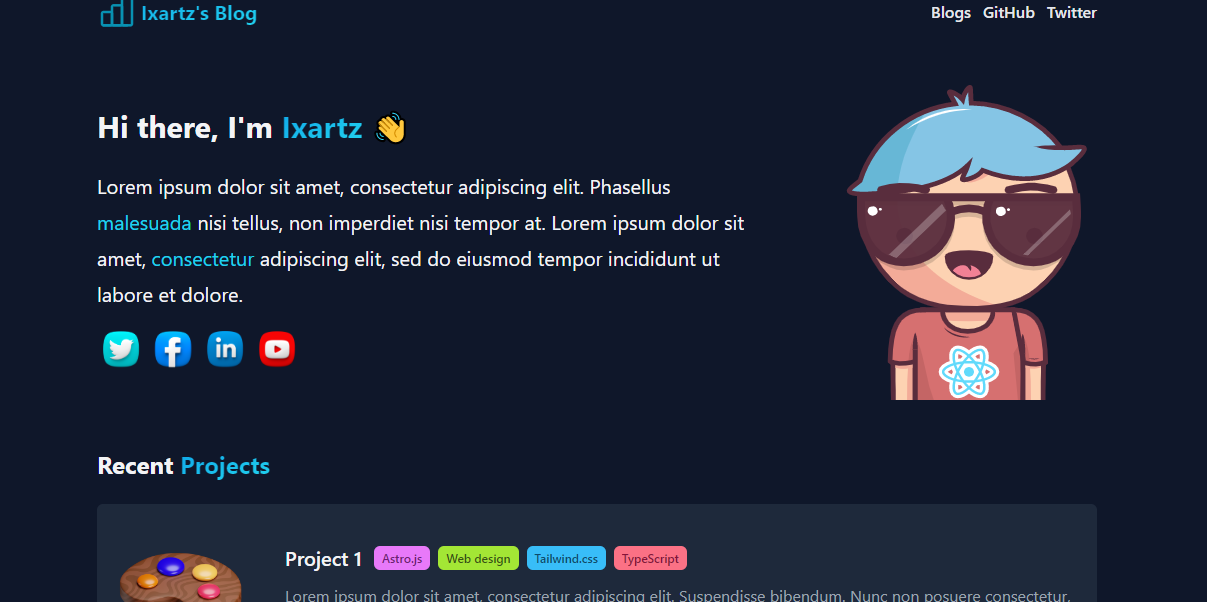 Ixartz's Blog
Blogs GitHub Twitter
Hi there, I'm Ixartz 👋
Lorem ipsum dolor sit amet, consectetur adipiscing elit. Phasellus
malesuada nisi tellus, non imperdiet nisi tempor at. Lorem ipsum dolor sit
amet, consectetur adipiscing elit, sed do eiusmod tempor incididunt ut
labore et dolore.
in
Recent Projects
Project 1 Astro.js Web design Tailwind.css TypeScript
Lorem ipsum dolor sit amet, consectetur adipiscing elit. Suspendisse bibendum. Nunc non posuere consectetur,